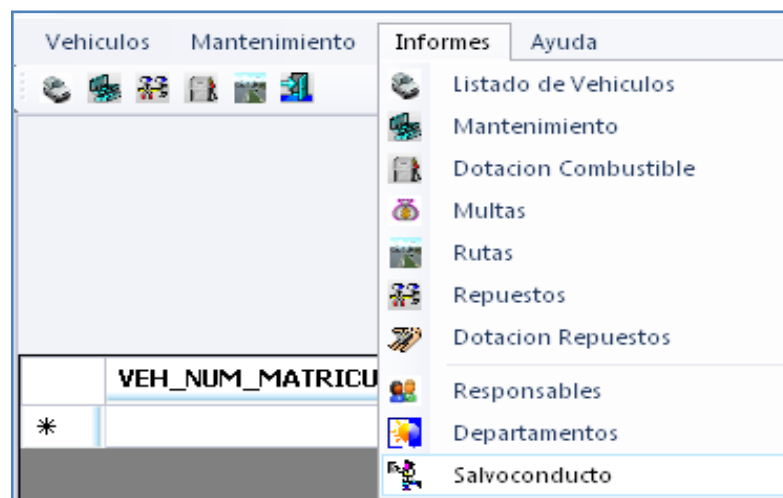 Vehiculos Mantenimiento Informes Ayuda
Listado de Vehiculos
Mantenimiento
Dotacion Combustible
Multas
Rutas
Repuestos
Dotacion Repuestos
Responsables
Departamentos
Salvoconducto
VEH_NUM_MATRICU
*